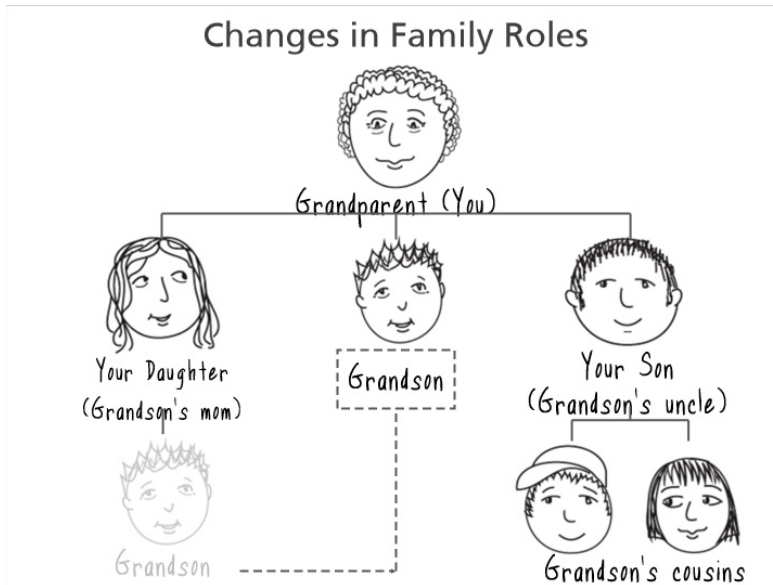 Changes in Family Roles
Grandparent (You)
Your Daughter
(Grandson's mom)
Grandson
Your Son
(Grandson's uncle)
Grandson
Grandson's cousins